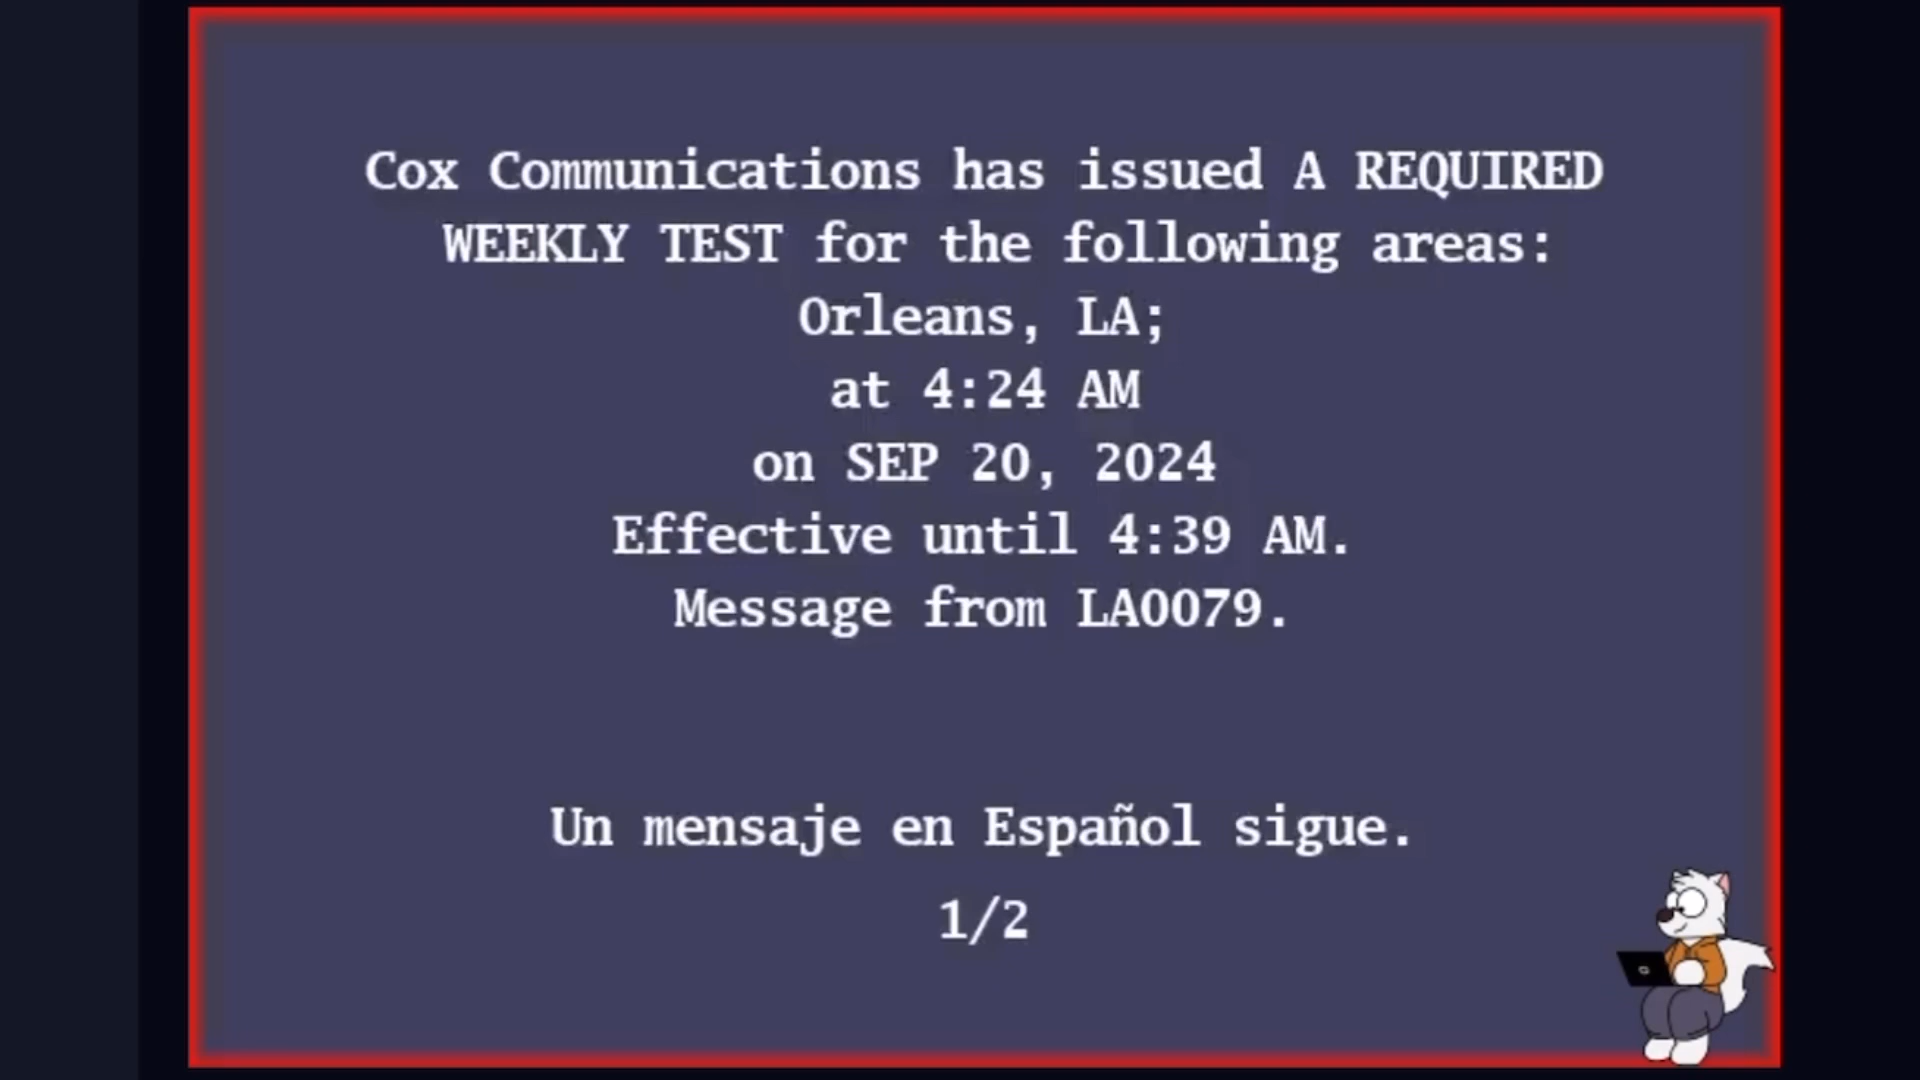 Cox Communications has issued A REQUIRED
WEEKLY TEST for the following areas:
Orleans, LA;
at 4:24 AM
on SEP 20, 2024
Effective until 4:39 AM.
Message from LA0079.
Un mensaje en Español sigue.
1/2